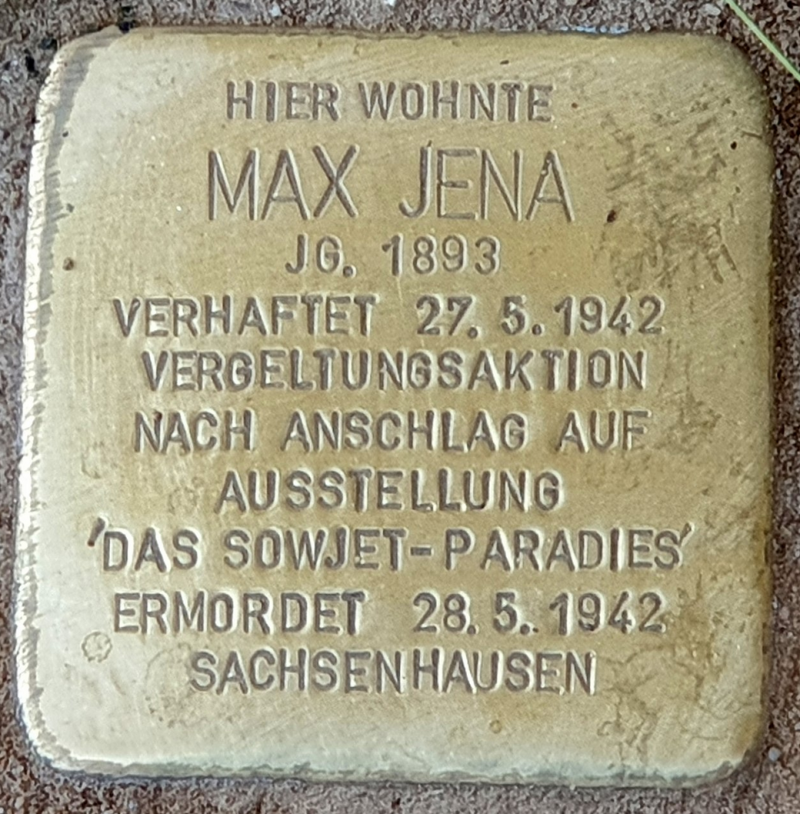 HIER WOHNTE
MAX JENA
JG. 1893
VERHAFTET 27. 5. 1942
VERGELTUNGSAKTION
NACH ANSCHLAG AUF
AUSSTELLUNG
'DAS SOWJET-PARADIES'
ERMORDET 28. 5.. 1942
SACHSENHAUSEN